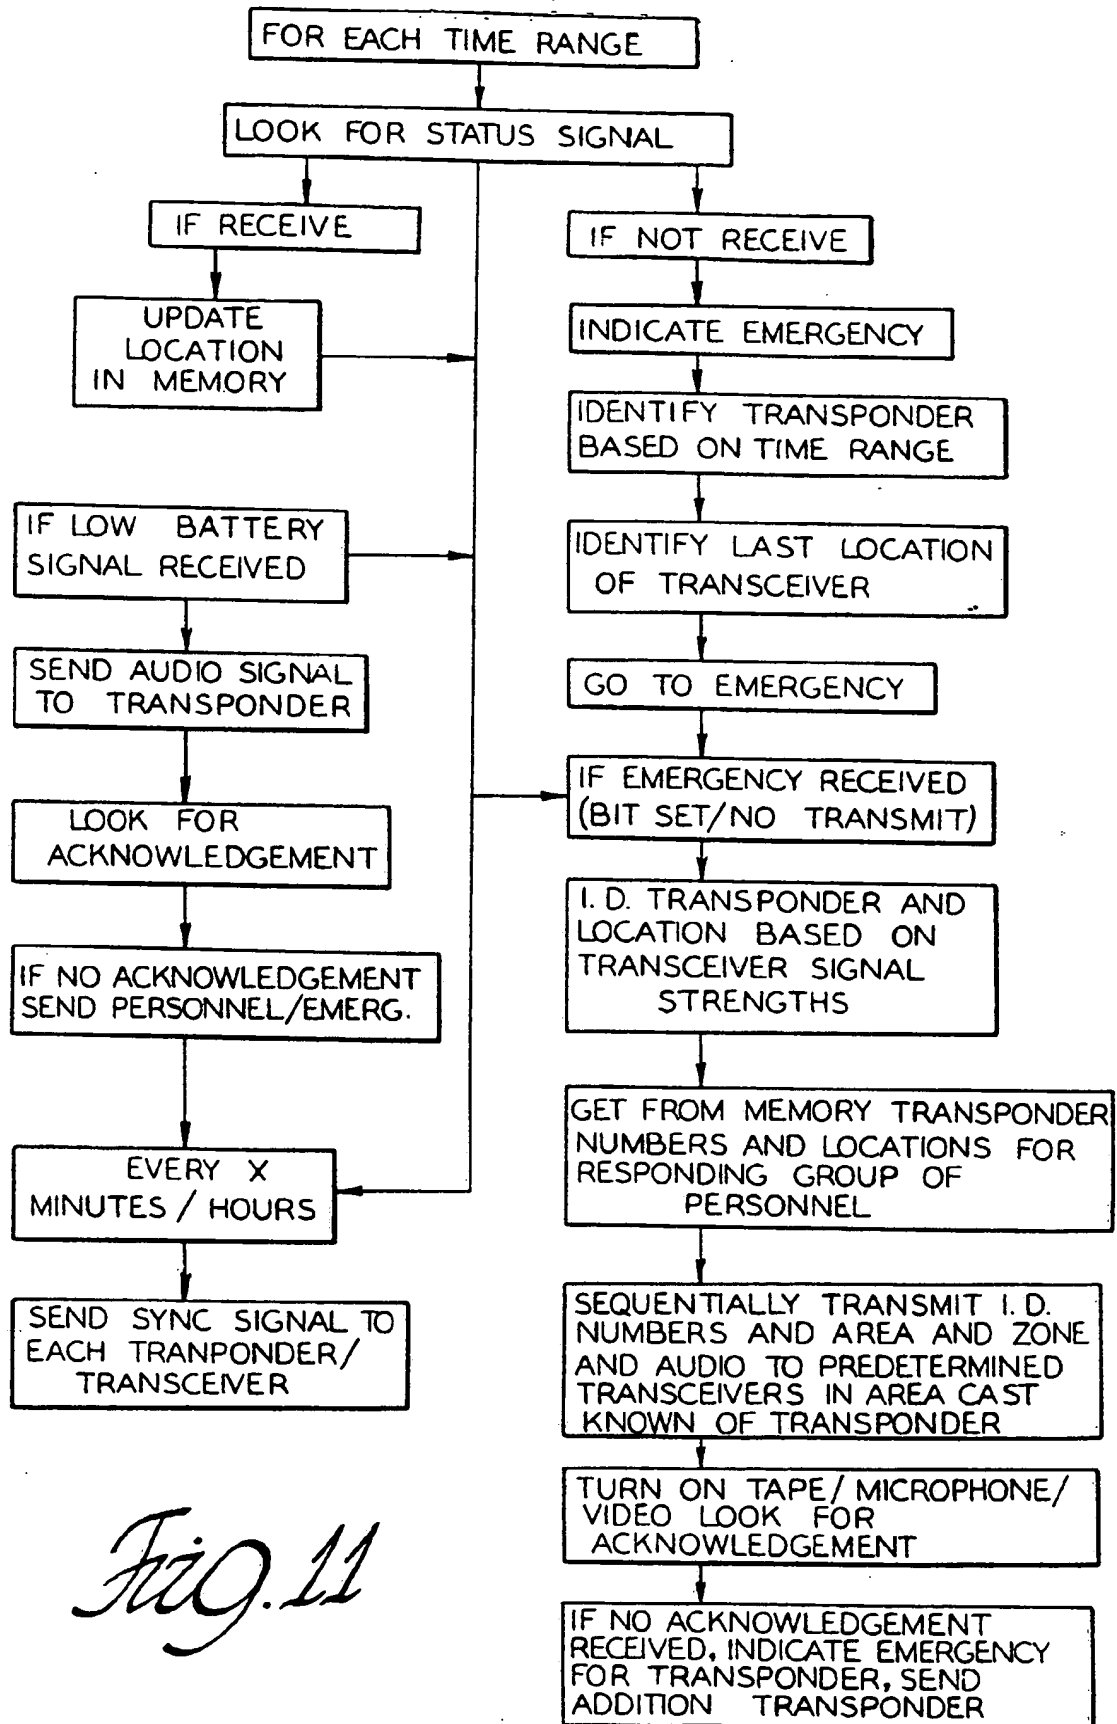 FOR EACH TIME RANGE
LOOK FOR STATUS SIGNAL
IF RECEIVE
UPDATE
LOCATION
IN MEMORY
IF LOW BATTERY
SIGNAL RECEIVED
SEND AUDIO SIGNAL
TO TRANSPONDER
LOOK FOR
ACKNOWLEDGEMENT
IF NO ACKNOWLEDGEMENT
SEND PERSONNEL/EMERG.
EVERY X
MINUTES / HOURS
SEND SYNC SIGNAL TO
EACH TRANPONDER/
TRANSCEIVER
IF NOT RECEIVE
INDICATE EMERGENCY
IDENTIFY TRANSPONDER
BASED ON TIME RANGE
IDENTIFY LAST LOCATION
OF TRANSCEIVER
GO TO EMERGENCY
IF EMERGENCY RECEIVED
(BIT SET/NO TRANSMIT)
I.D. TRANSPONDER AND
LOCATION BASED ON
TRANSCEIVER SIGNAL
STRENGTHS
GET FROM MEMORY TRANSPONDER
NUMBERS AND LOCATIONS FOR
RESPONDING GROUP OF
PERSONNEL
SEQUENTIALLY TRANSMIT I.D.
NUMBERS AND AREA AND ZONE
AND AUDIO TO PREDETERMINED
TRANSCEIVERS IN AREA CAST
KNOWN OF TRANSPONDER
TURN ON TAPE/MICROPHONE/
VIDEO LOOK FOR
ACKNOWLEDGEMENT
IF NO ACKNOWLEDGEMENT
RECEIVED, INDICATE EMERGENCY
FOR TRANSPONDER, SEND
ADDITION TRANSPONDER
Fig. 11